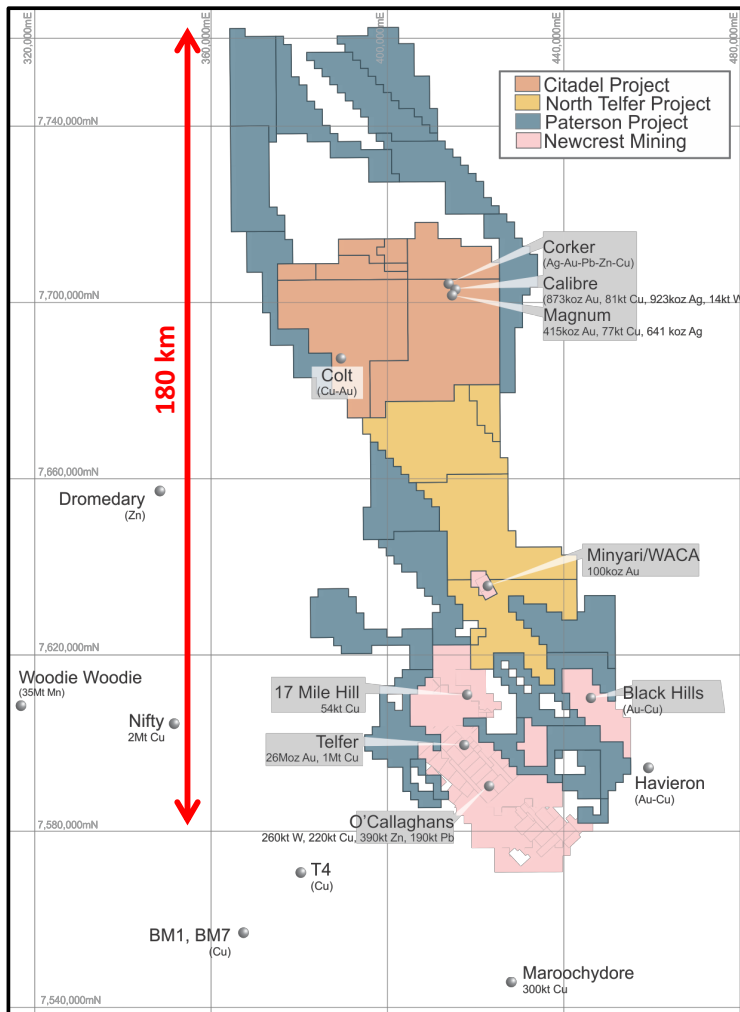 320,000mE
360,000mE
400,000mE
440,000mE
480,000mE
Citadel Project
North Telfer Project
Paterson Project
Newcrest Mining
7,740,000mN
180 km
Corker
(Ag-Au-Pb-Zn-Cu)
Calibre
7,700,000mN
(873koz Au, 81kt Cu, 923koz Ag, 14kt W
Magnum
415koz Au, 77kt Cu, 641 koz Ag
Colt
(Cu-Au)
7,660,000mN
Dromedary
(Zn)
Minyari/WACA
100koz Au
7,620,000mN
Woodie Woodie
(35Mt Mn)
17 Mile Hill
54kt Cu
Black Hills
(Au-Cu)
Nifty
2Mt Cu
Telfer
26Moz Au, 1Mt Cu
Havieron
(Au-Cu)
O'Callaghans
260kt W, 220kt Cu, 390kt Zn, 190kt Pb
7,580,000mN
T4
(Cu)
BM1, BM7
(Cu)
Maroochydore
300kt Cu
7,540,000mN